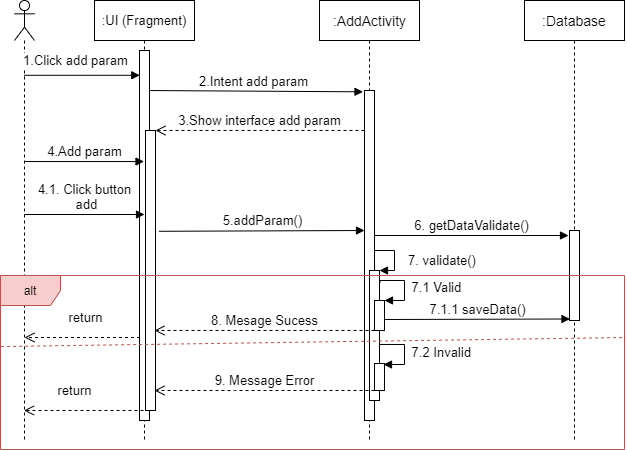 :UI (Fragment)
:AddActivity
:Database
1.Click add param
2.Intent add param
3.Show interface add param
4.Add param
4.1. Click button
add
5.addParam()
6. getDataValidate()
7. validate()
alt
7.1 Valid
7.1.1 saveData()
return
8. Mesage Sucess
7.2 Invalid
9. Message Error
return